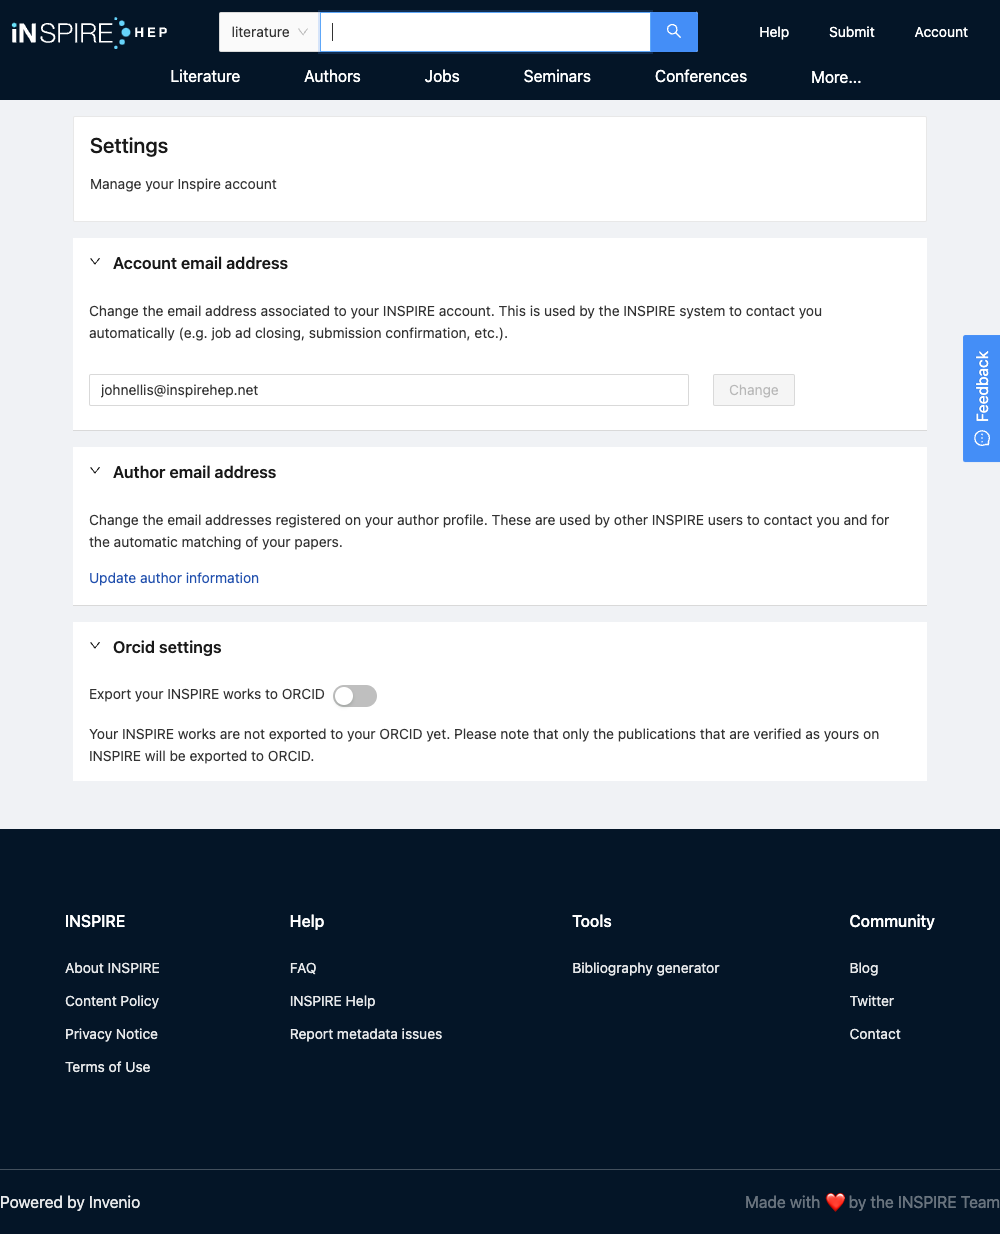 iNSPIRE HEP
literature
Help
Submit
Account
Literature
Authors
Jobs
Seminars
Conferences
More...
Settings
Manage your Inspire account
Account email address
Change the email address associated to your INSPIRE account. This is used by the INSPIRE system to contact you
automatically (e.g. job ad closing, submission confirmation, etc.).
johnellis@inspirehep.net
Change
Feedback
Author email address
Change the email addresses registered on your author profile. These are used by other INSPIRE users to contact you and for
the automatic matching of your papers.
Update author information
Orcid settings
Export your INSPIRE works to ORCID
Your INSPIRE works are not exported to your ORCID yet. Please note that only the publications that are verified as yours on
INSPIRE will be exported to ORCID.
INSPIRE
About INSPIRE
Content Policy
Privacy Notice
Terms of Use
Help
FAQ
INSPIRE Help
Report metadata issues
Tools
Bibliography generator
Community
Blog
Twitter
Contact
Powered by Invenio
Made with ❤️ by the INSPIRE Team